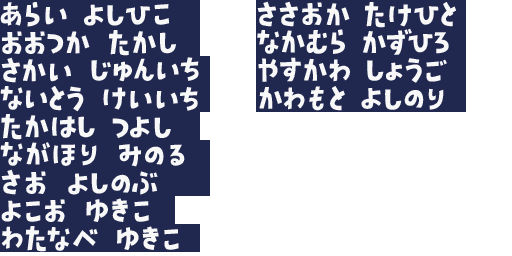 あらい よしひこ
おおつか たかし
さかい じゅんいち
ないとう けいいち
たかはし つよし
ながほり みのる
さお よしのぶ
よこお ゆきこ
わたなべ ゆきこ
ささおか たけひと
なかむら かずひろ
やすかわ しょうご
かわもと よしのり